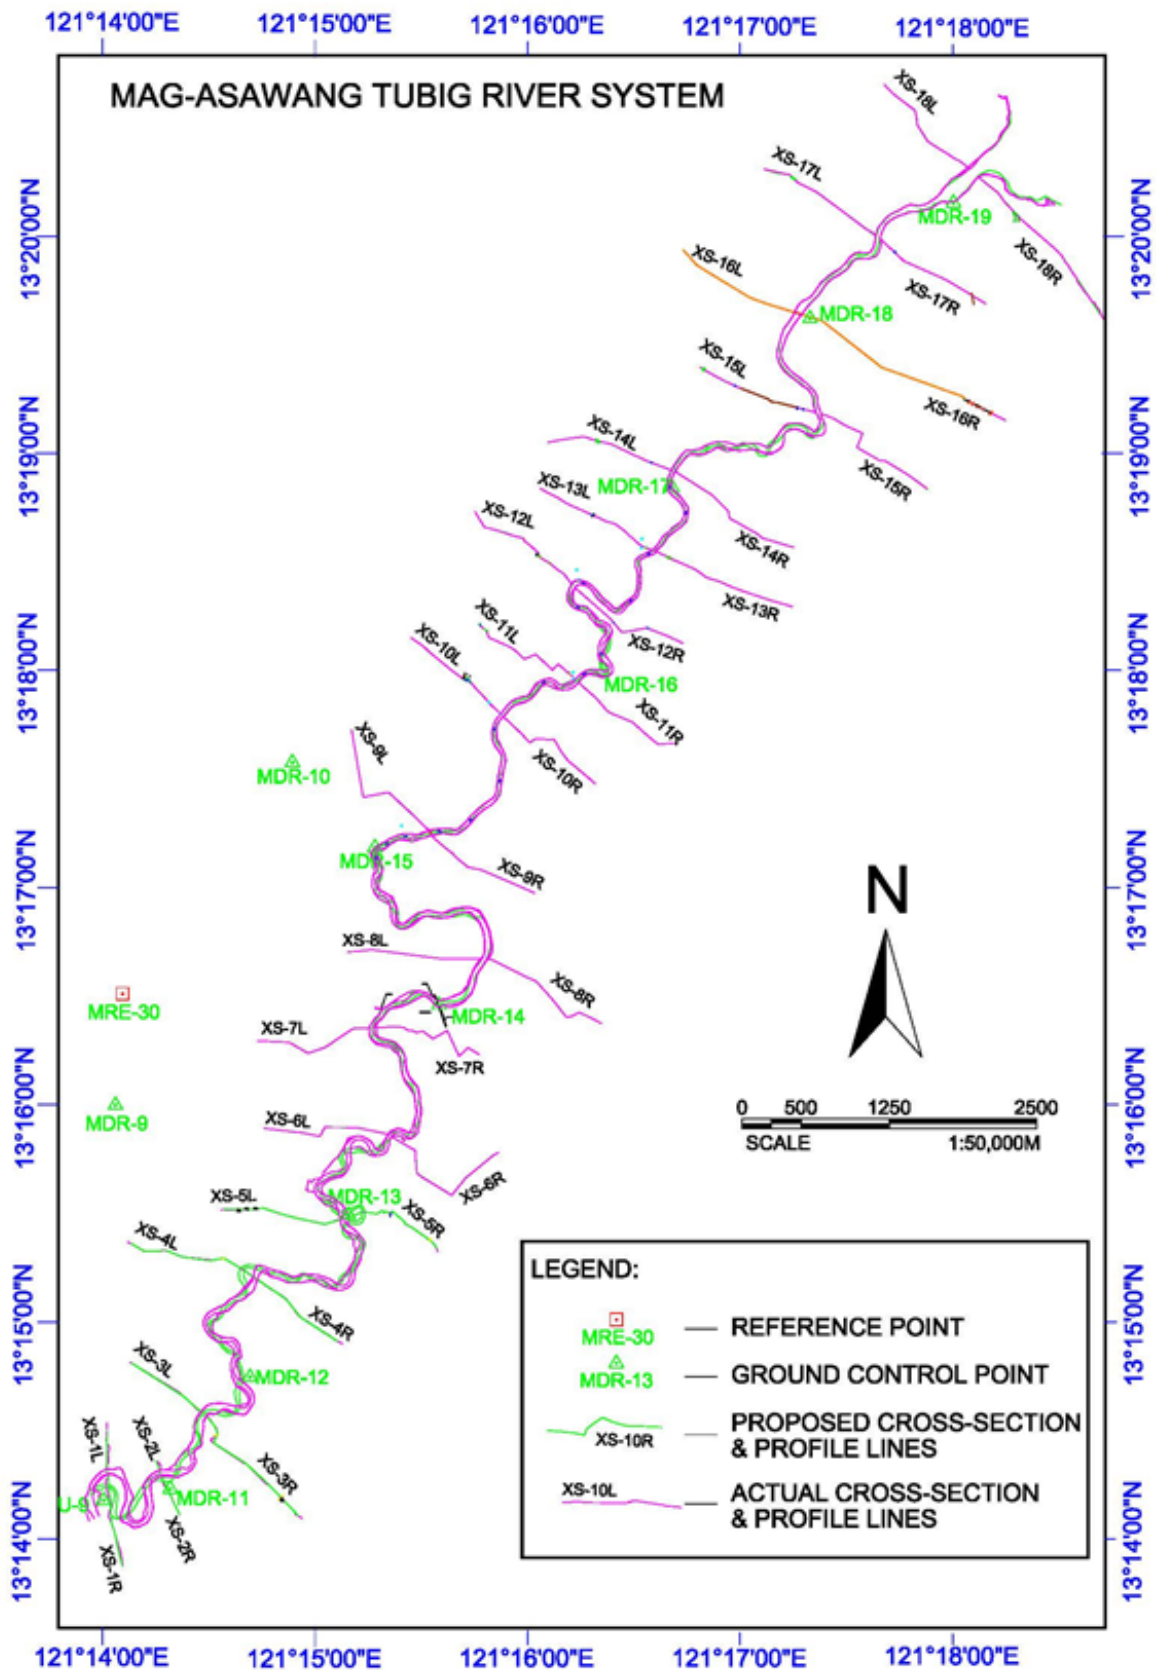 121°14'00"E 121°15'00"E 121°16'00"E 121°17'00"E 121°18'00"E
MAG-ASAWANG TUBIG RIVER SYSTEM
XS-18L
XS-17L
13°20'00"N
MDR-19
13°20'00"N
XS-18R
XS-16L
XS-17R
MDR-18
XS-15L
XS-16R
13°19'00"N
XS-14L
13°19'00"N
MDR-17
XS-15R
XS-13L
XS-12L
XS-14R
XS-13R
XS-11L
XS-12R
XS-10L
13°18'00"N
MDR-16
13°18'00"N
XS-11R
XS-9L
XS-10R
MDR-10
MDR-15
XS-9R
13°17'00"N
N
13°17'00"N
XS-8L
XS-8R
MRE-30
MDR-14
XS-7L
XS-7R
13°16'00"N
MDR-9
XS-6L
0 500 1250 2500
SCALE 1:50,000M
13°16'00"N
XS-6R
XS-5L
MDR-13
XS-5R
XS-4L
XS-4R
13°15'00"N
13°15'00"N
XS-3L
MDR-12
XS-1L
XS-2L
XS-3R
U-9
MDR-11
XS-2R
XS-1R
13°14'00"N
13°14'00"N
LEGEND:
MRE-30
REFERENCE POINT
MDR-13
GROUND CONTROL POINT
XS-10R
PROPOSED CROSS-SECTION
& PROFILE LINES
XS-10L
ACTUAL CROSS-SECTION
& PROFILE LINES
121°14'00"E 121°15'00"E 121°16'00"E 121°17'00"E 121°18'00"E